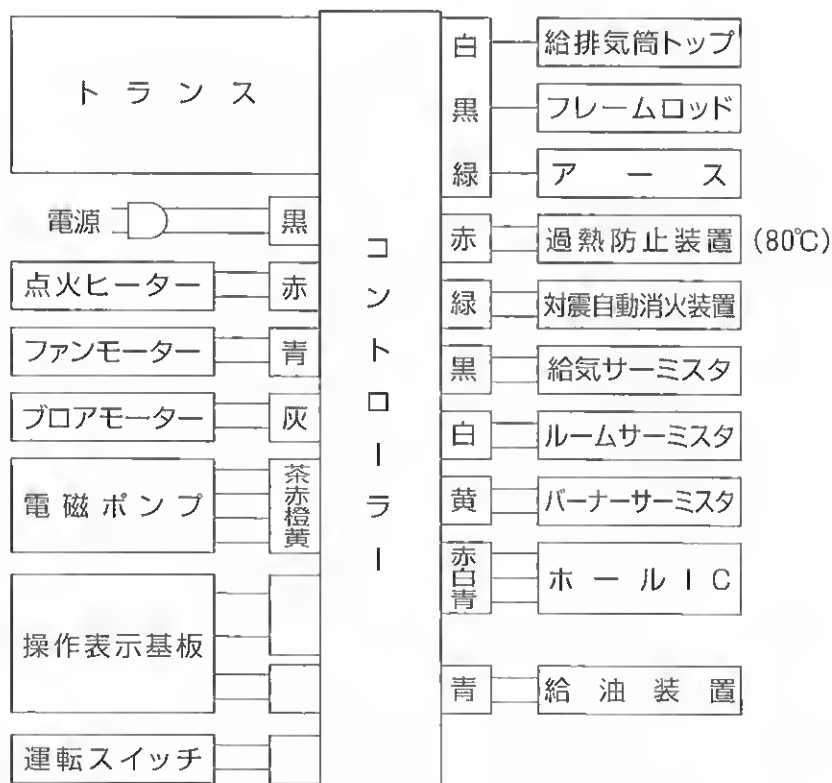 トランス
電源
黒
点火ヒーター
赤
ファンモーター
青
ブロアモーター
灰
電磁ポンプ
茶
赤
橙
黄
操作表示基板
運転スイッチ
コントローラー
白
給排気筒トップ
黒
フレームロッド
緑
アース
赤
過熱防止装置 (80℃)
緑
対震自動消火装置
黒
給気サーミスタ
白
ルームサーミスタ
黄
バーナーサーミスタ
赤
白
青
ホールIC
青
給油装置